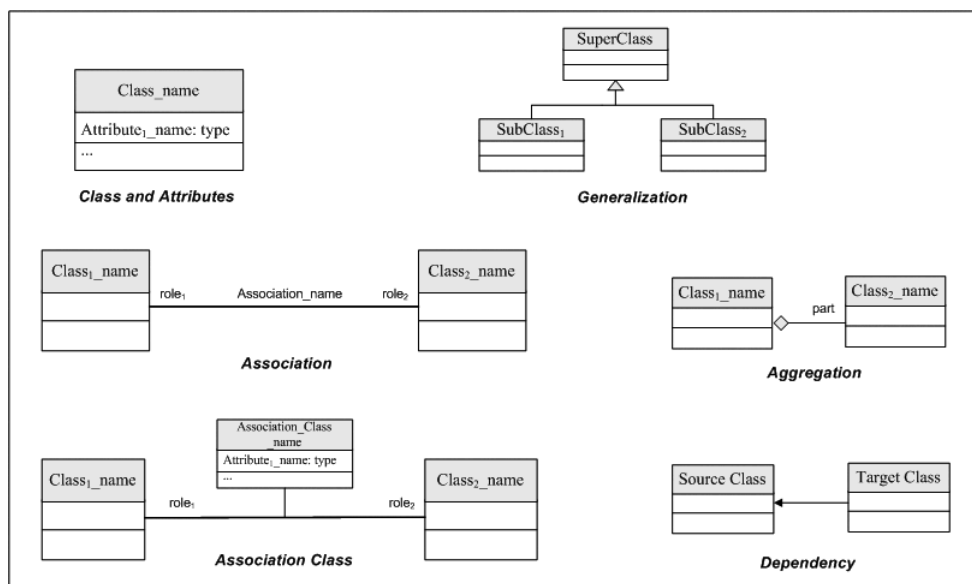 Class_name
Attribute₁_name: type
...
Class and Attributes
SuperClass
SubClass₁
SubClass₂
Generalization
Class₁_name
role₁
Association_name
role₂
Class₂_name
Association
Class₁_name
part
Class₂_name
Aggregation
Class₁_name
role₁
Association_Class
_name
Attribute₁_name: type
...
role₂
Class₂_name
Association Class
Source Class
Target Class
Dependency